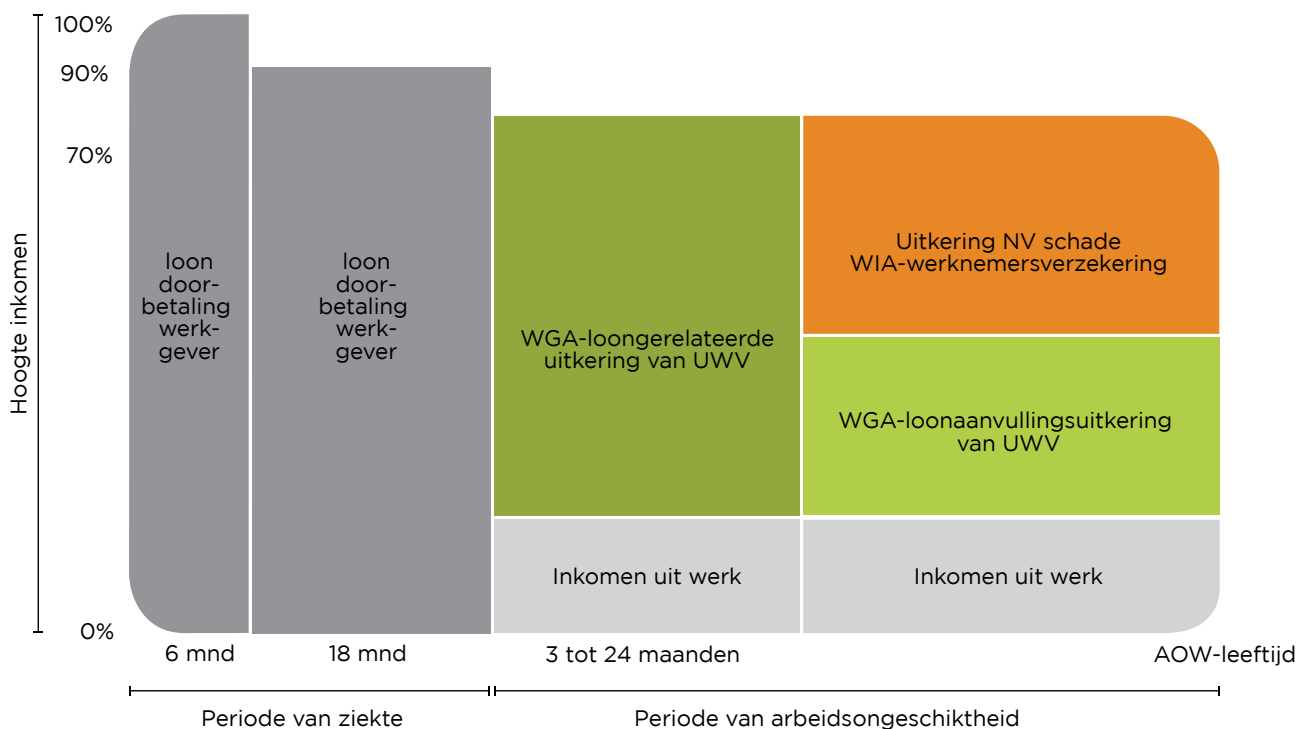 100%
90%
70%
0%
Hoogte inkomen
loon
door-
betaling
werk-
gever
loon
door-
betaling
werk-
gever
WGA-loongerelateerde
uitkering van UWV
Inkomen uit werk
Uitkering NV schade
WIA-werknemersverzekering
WGA-loonaanvullingsuitkering
van UWV
Inkomen uit werk
6 mnd
18 mnd
3 tot 24 maanden
AOW-leeftijd
Periode van ziekte
Periode van arbeidsongeschiktheid